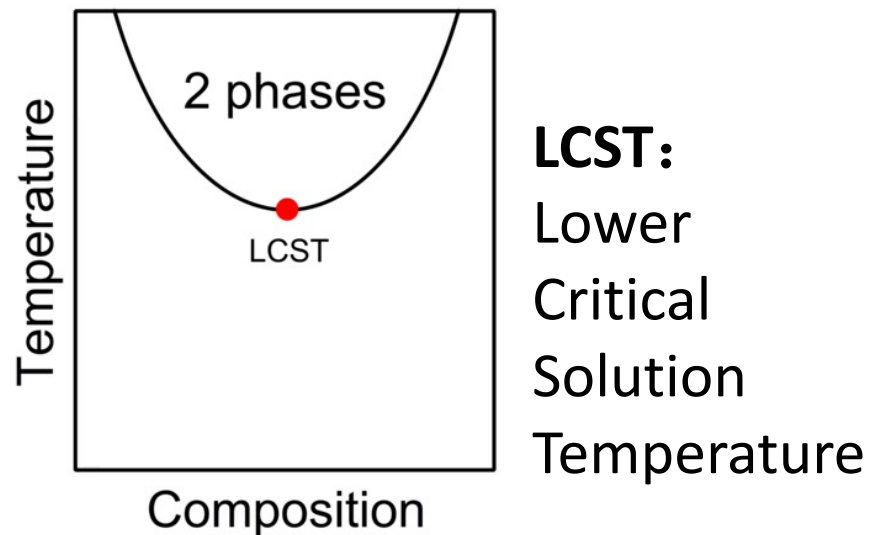 2 phases
LCST
Temperature
Composition
LCST：
Lower
Critical
Solution
Temperature